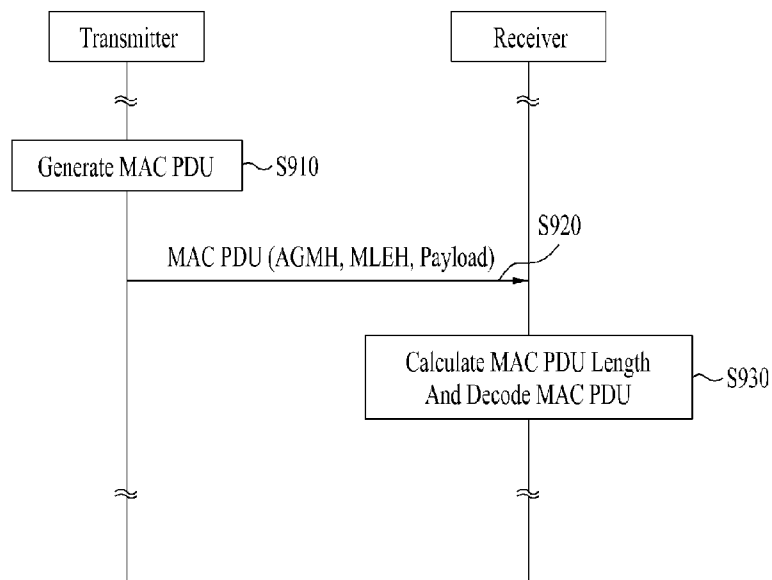 Transmitter
Receiver
Generate MAC PDU
S910
S920
MAC PDU (AGMH, MLEH, Payload)
Calculate MAC PDU Length
And Decode MAC PDU
S930